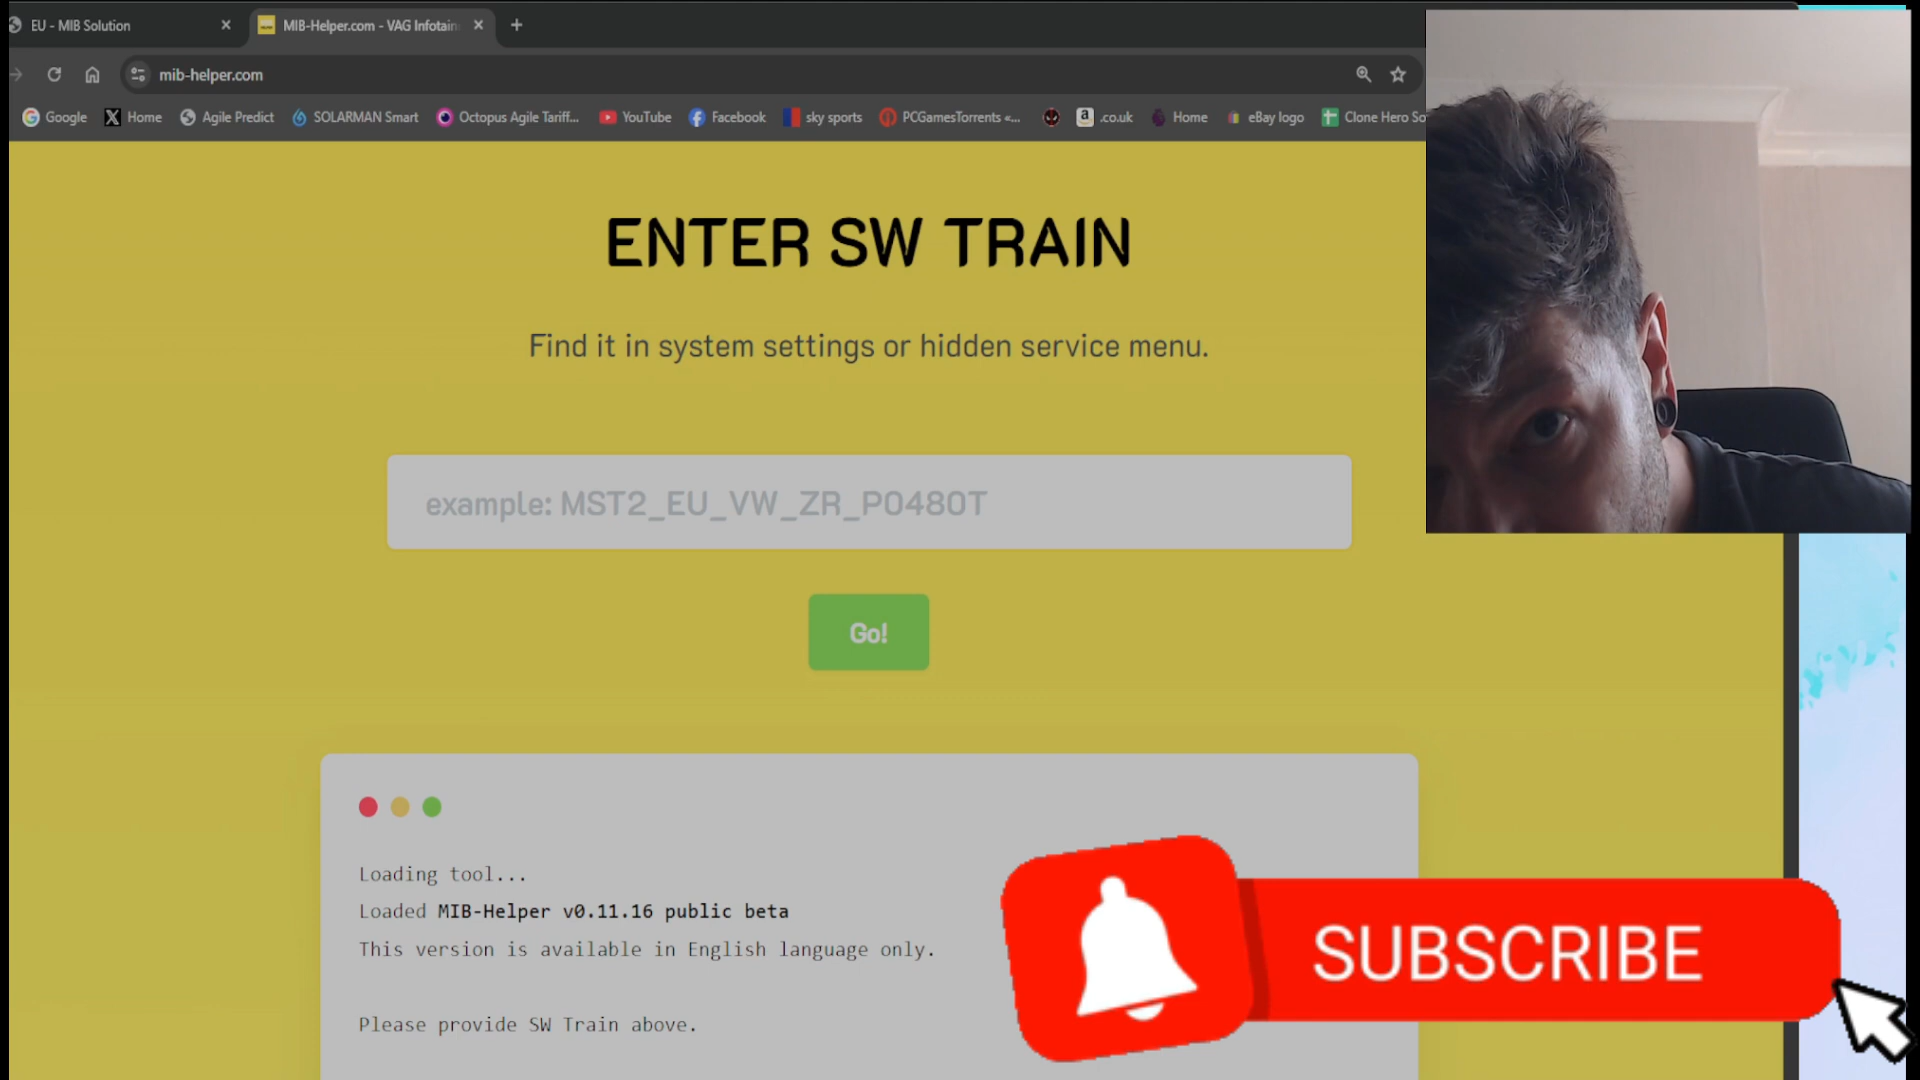 EU - MIB Solution
MIB-Helper.com - VAG Infotain
mib-helper.com
Google Home Agile Predict SOLARMAN Smart Octopus Agile Tariff... YouTube Facebook sky sports PCGamesTorrents «... .co.uk Home eBay logo Clone Hero So
ENTER SW TRAIN
Find it in system settings or hidden service menu.
example: MST2_EU_VW_ZR_P0480T
Go!
Loading tool...
Loaded MIB-Helper v0.11.16 public beta
This version is available in English language only.
Please provide SW Train above.
SUBSCRIBE